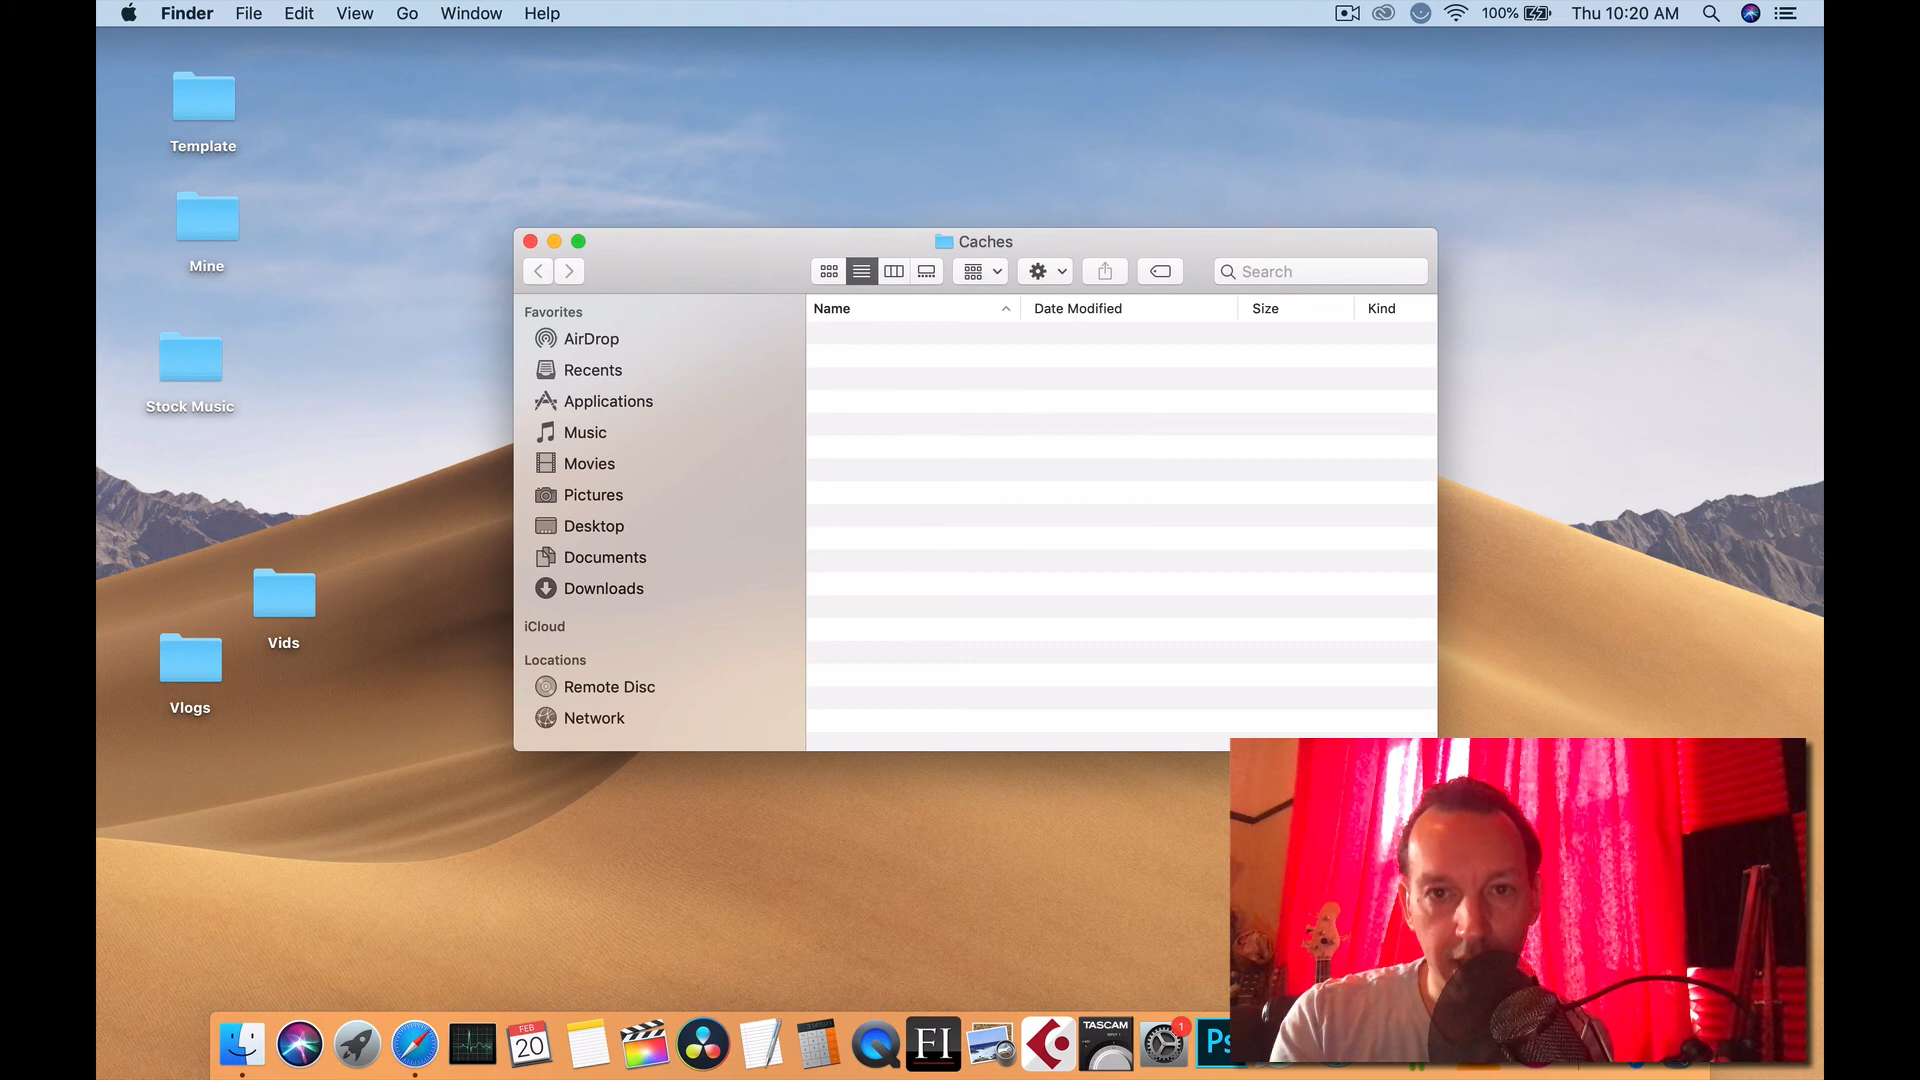 Finder File Edit View Go Window Help 100% Thu 10:20 AM
Template
Mine
Stock Music
Vids
Vlogs
Caches
Search
Favorites
AirDrop
Recents
Applications
Music
Movies
Pictures
Desktop
Documents
Downloads
iCloud
Locations
Remote Disc
Network
Name Date Modified Size Kind
FEB
20
FI
TASCAM
1
Ps